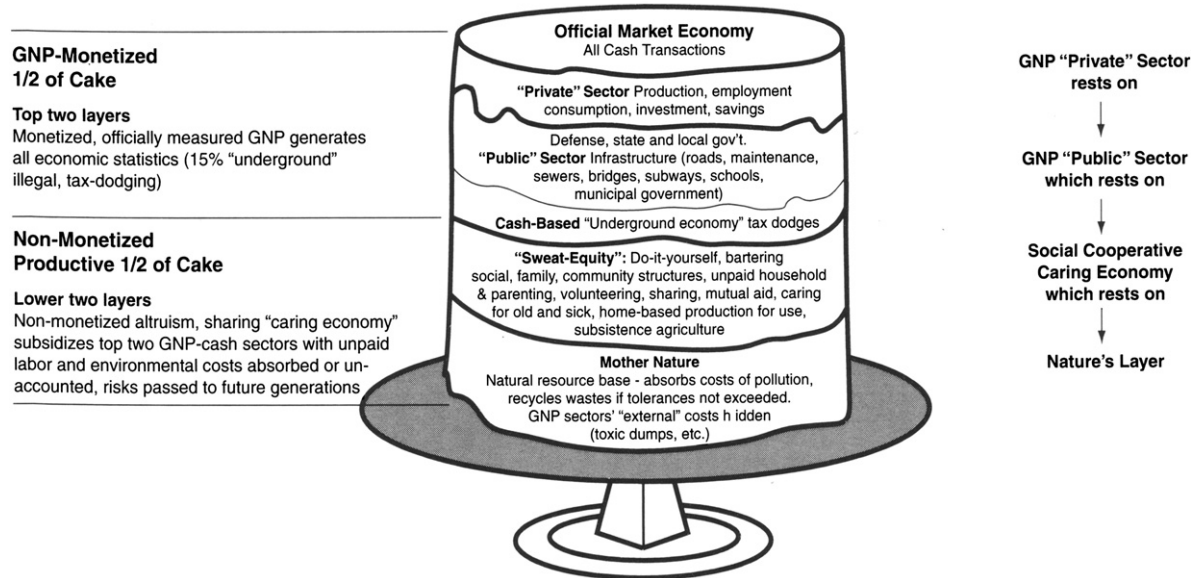 GNP-Monetized
1/2 of Cake
Top two layers
Monetized, officially measured GNP generates
all economic statistics (15% “underground”
illegal, tax-dodging)
Non-Monetized
Productive 1/2 of Cake
Lower two layers
Non-monetized altruism, sharing “caring economy”
subsidizes top two GNP-cash sectors with unpaid
labor and environmental costs absorbed or un-
accounted, risks passed to future generations
Official Market Economy
All Cash Transactions
“Private” Sector Production, employment
consumption, investment, savings
Defense, state and local gov’t.
“Public” Sector Infrastructure (roads, maintenance,
sewers, bridges, subways, schools,
municipal government)
Cash-Based “Underground economy” tax dodges
“Sweat-Equity”: Do-it-yourself, bartering
social, family, community structures, unpaid household
& parenting, volunteering, sharing, mutual aid, caring
for old and sick, home-based production for use,
subsistence agriculture
Mother Nature
Natural resource base - absorbs costs of pollution,
recycles wastes if tolerances not exceeded.
GNP sectors’ “external” costs h idden
(toxic dumps, etc.)
GNP “Private” Sector
rests on
GNP “Public” Sector
which rests on
Social Cooperative
Caring Economy
which rests on
Nature’s Layer